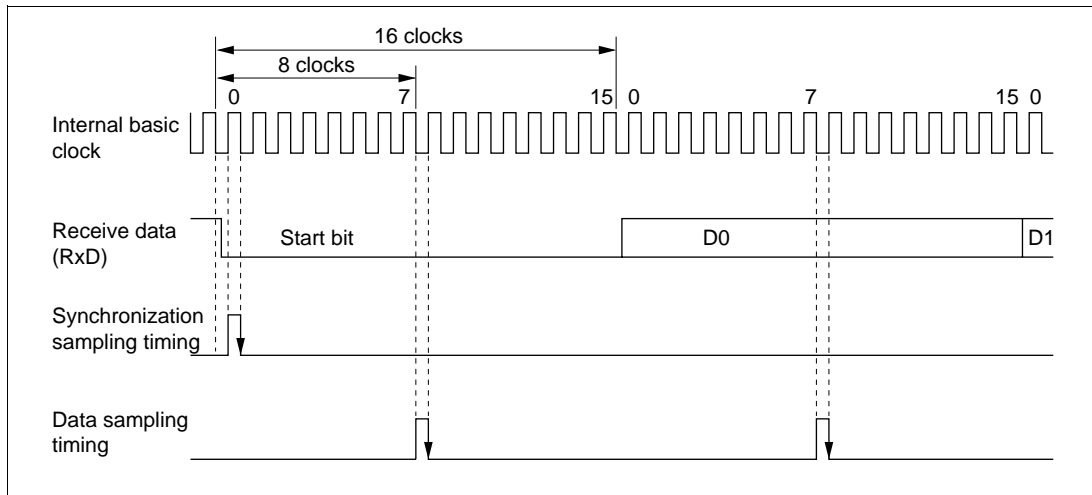 16 clocks
8 clocks
0 7 15 0 7 15 0
Internal basic
clock
Receive data
(RxD)
Start bit D0 D1
Synchronization
sampling timing
Data sampling
timing